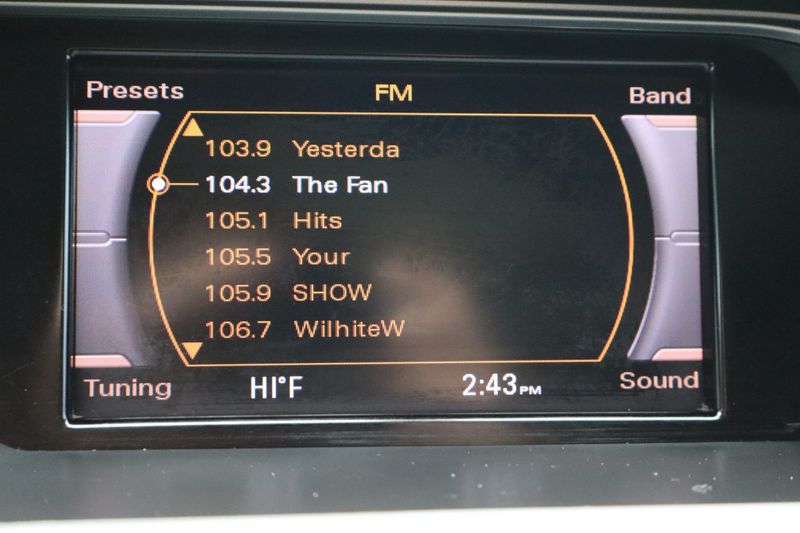 Presets FM Band
103.9 Yesterda
104.3 The Fan
105.1 Hits
105.5 Your
105.9 SHOW
106.7 WilhiteW
Tuning HI°F 2:43PM Sound